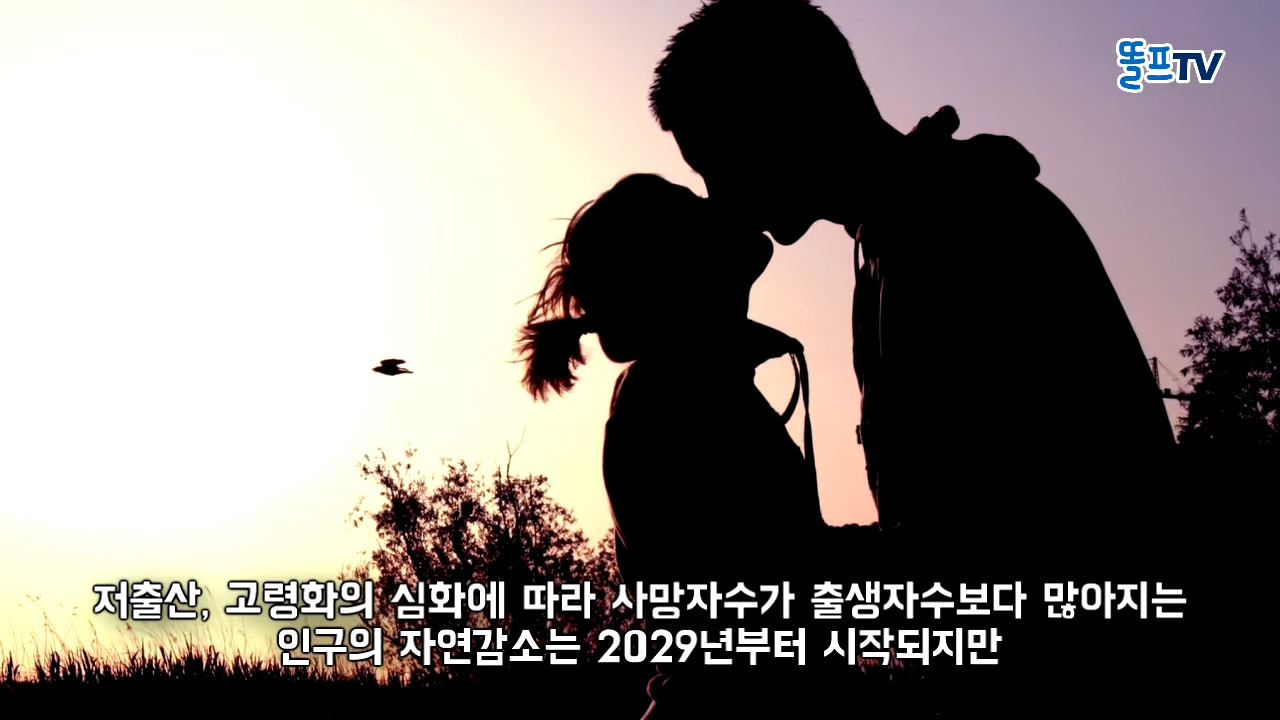 똘프TV
저출산, 고령화의 심화에 따라 사망자수가 출생자수보다 많아지는
인구의 자연감소는 2029년부터 시작되지만